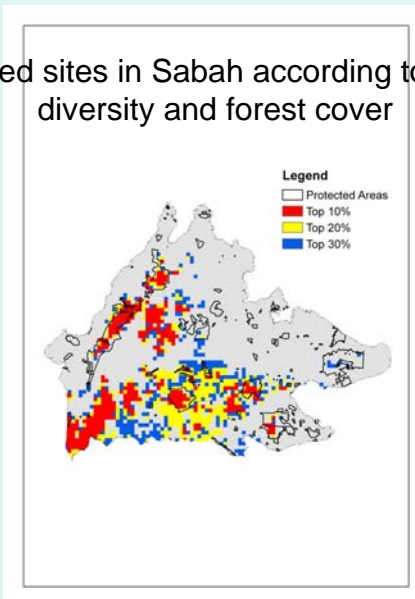 ed sites in Sabah according to
diversity and forest cover
Legend
Protected Areas
Top 10%
Top 20%
Top 30%